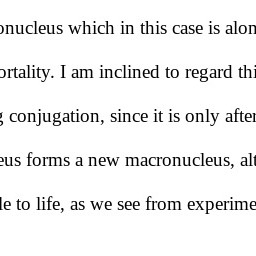 onucleus which in this case is alon
ortality. I am inclined to regard thi
g conjugation, since it is only after
eus forms a new macronucleus, alt
le to life, as we see from experime